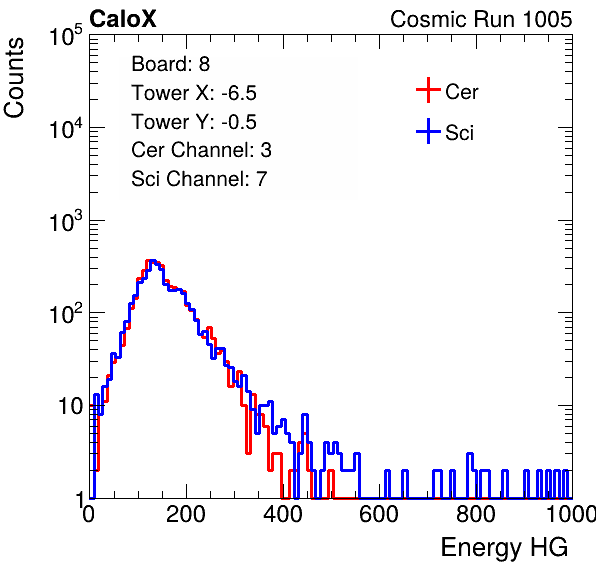 CaloX Cosmic Run 1005
Counts
10^5
10^4
10^3
10^2
10
1
Board: 8
Tower X: -6.5
Tower Y: -0.5
Cer Channel: 3
Sci Channel: 7
Cer
Sci
0 200 400 600 800 1000
Energy HG